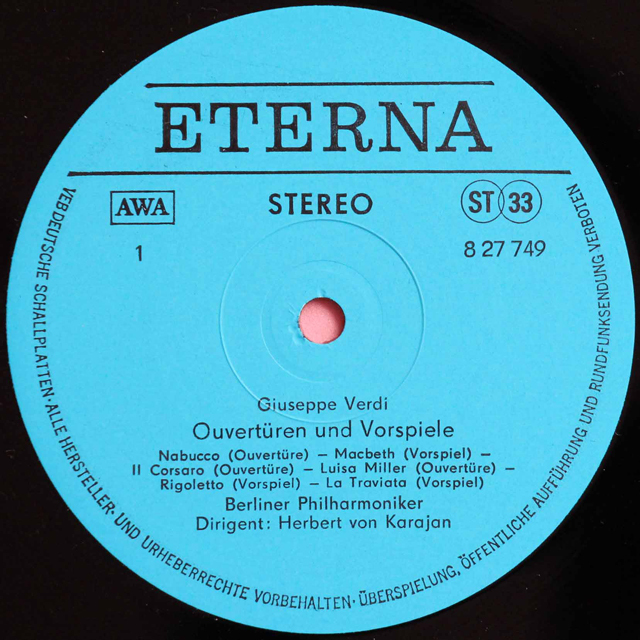 ETERNA
AWA
STEREO
ST 33
1
8 27 749
Giuseppe Verdi
Ouvertüren und Vorspiele
Nabucco (Ouvertüre) – Macbeth (Vorspiel) –
Il Corsaro (Ouvertüre) – Luisa Miller (Ouvertüre) –
Rigoletto (Vorspiel) – La Traviata (Vorspiel)
Berliner Philharmoniker
Dirigent: Herbert von Karajan
VEB DEUTSCHE SCHALLPLATTEN · ALLE HERSTELLER- UND URHEBERRECHTE VORBEHALTEN · ÜBERSPIELUNG, ÖFFENTLICHE AUFFÜHRUNG UND RUNDFUNKSENDUNG VERBOTEN